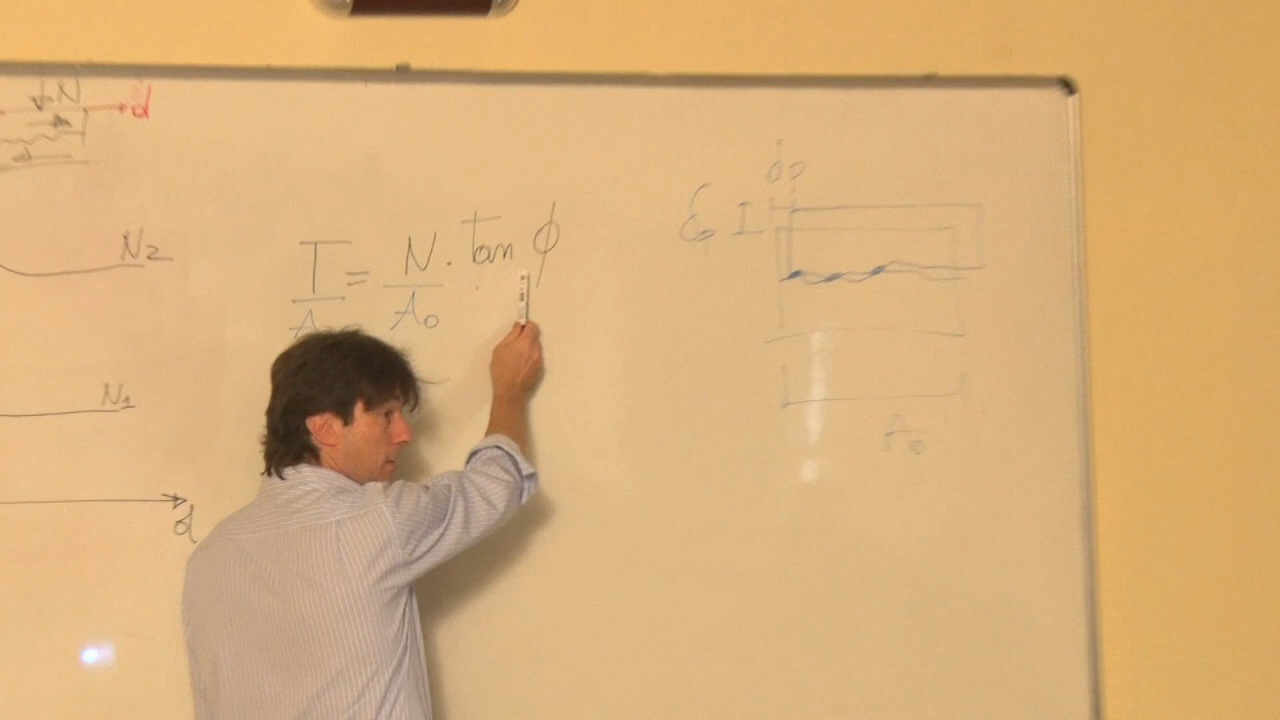 N d
N2
T/A = N/A₀ · tan ϕ
N1
d
do
I
A₀